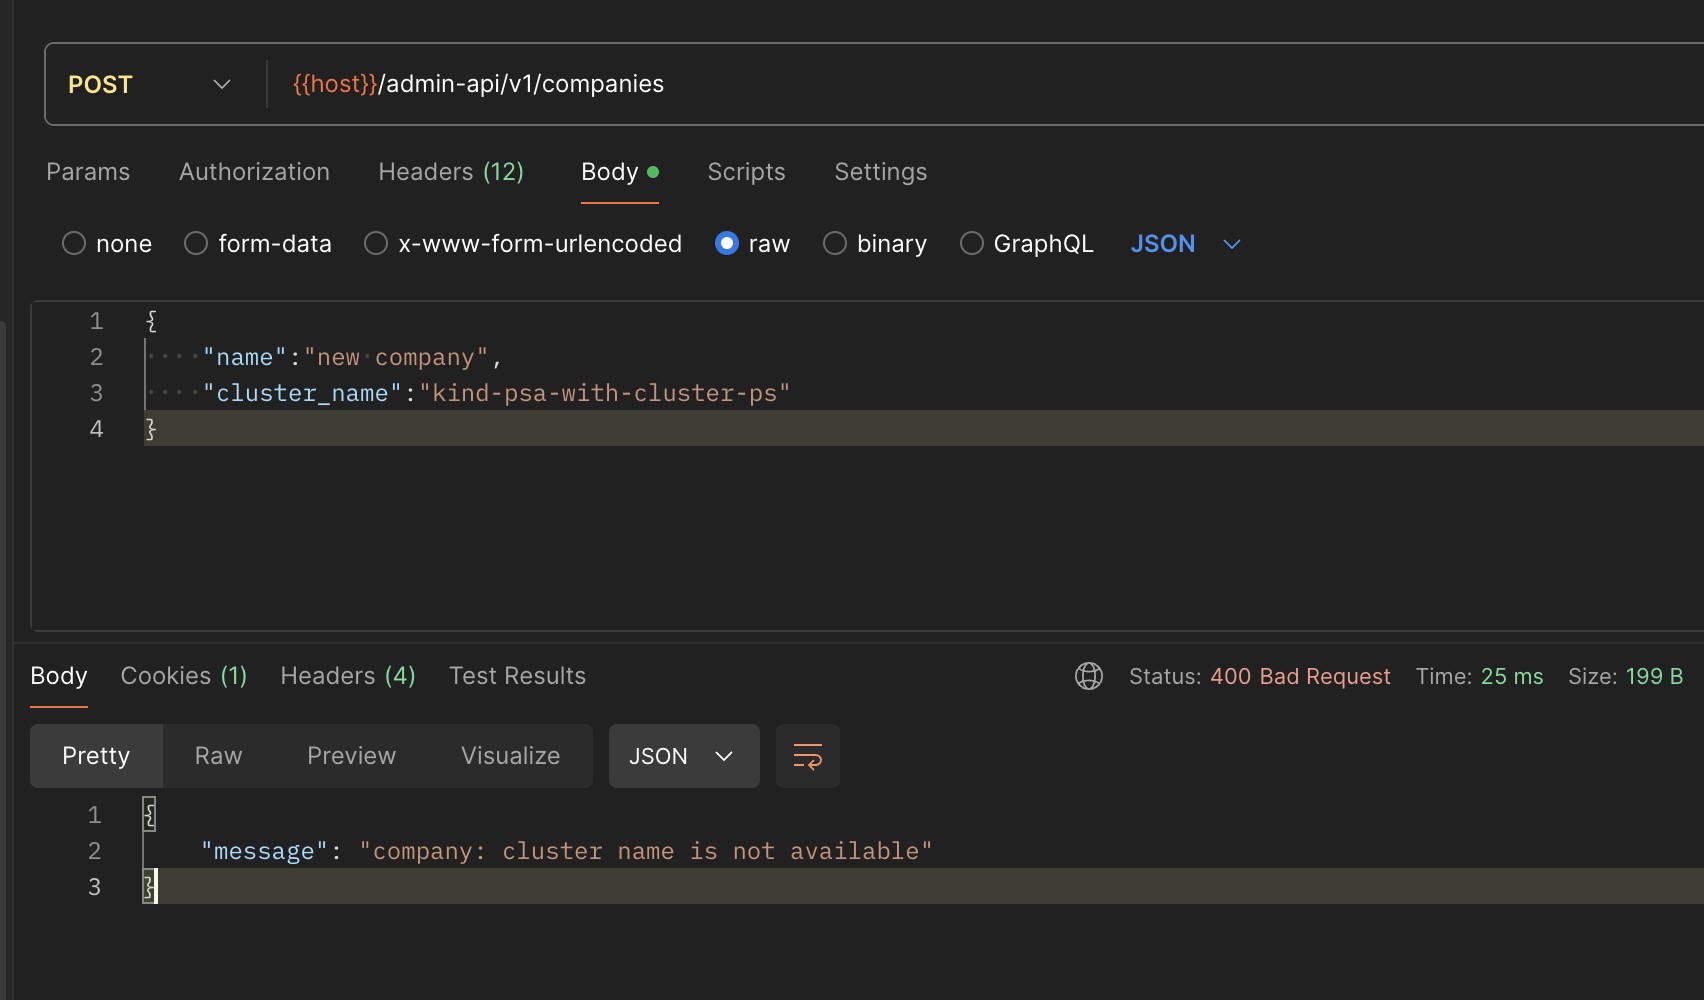 POST {{host}}/admin-api/v1/companies
Params Authorization Headers (12) Body Scripts Settings
none form-data x-www-form-urlencoded raw binary GraphQL JSON
1 {
2 "name":"new company",
3 "cluster_name":"kind-psa-with-cluster-ps"
4 }
Body Cookies (1) Headers (4) Test Results Status: 400 Bad Request Time: 25 ms Size: 199 B
Pretty Raw Preview Visualize JSON
1 {
2 "message": "company: cluster name is not available"
3 }